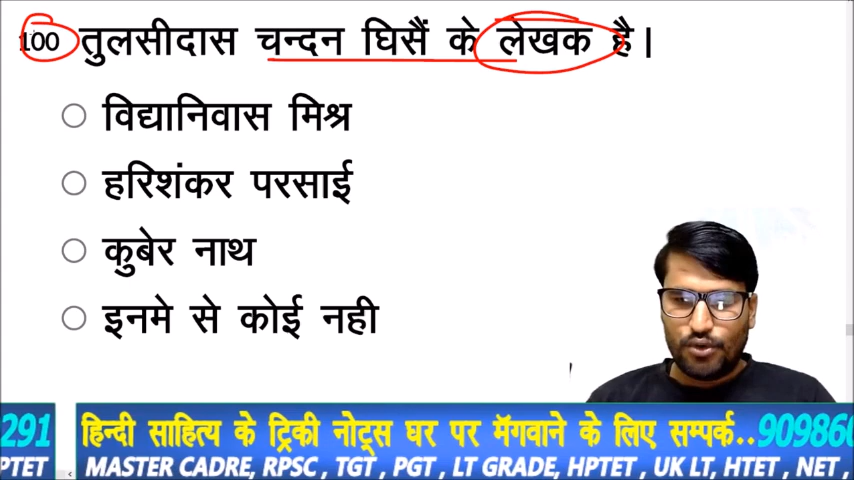 100 तुलसीदास चन्दन घिसैं के लेखक है।
विद्यानिवास मिश्र
हरिशंकर परसाई
कुबेर नाथ
इनमे से कोई नही
291 हिन्दी साहित्य के ट्रिकी नोट्स घर पर मॅगवाने के लिए सम्पर्क..909860
PTET MASTER CADRE, RPSC , TGT , PGT , LT GRADE, HPTET , UK LT, HTET , NET ,